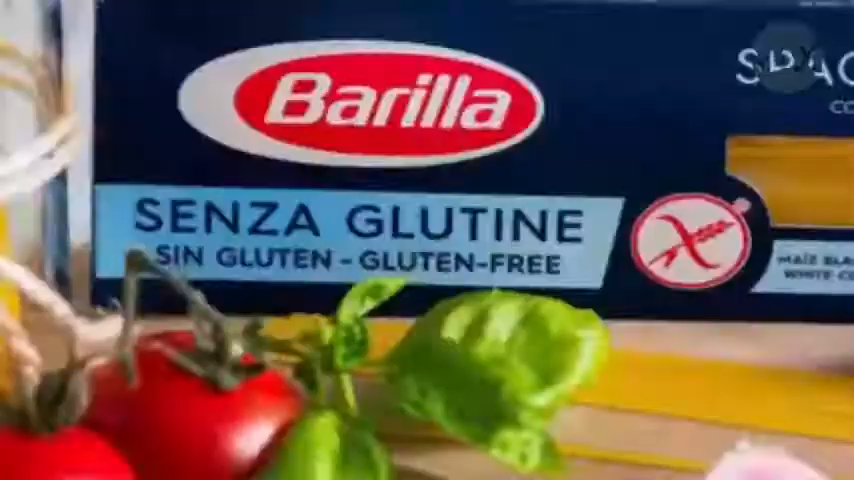 Barilla
SENZA GLUTINE
SIN GLUTEN - GLUTEN-FREE